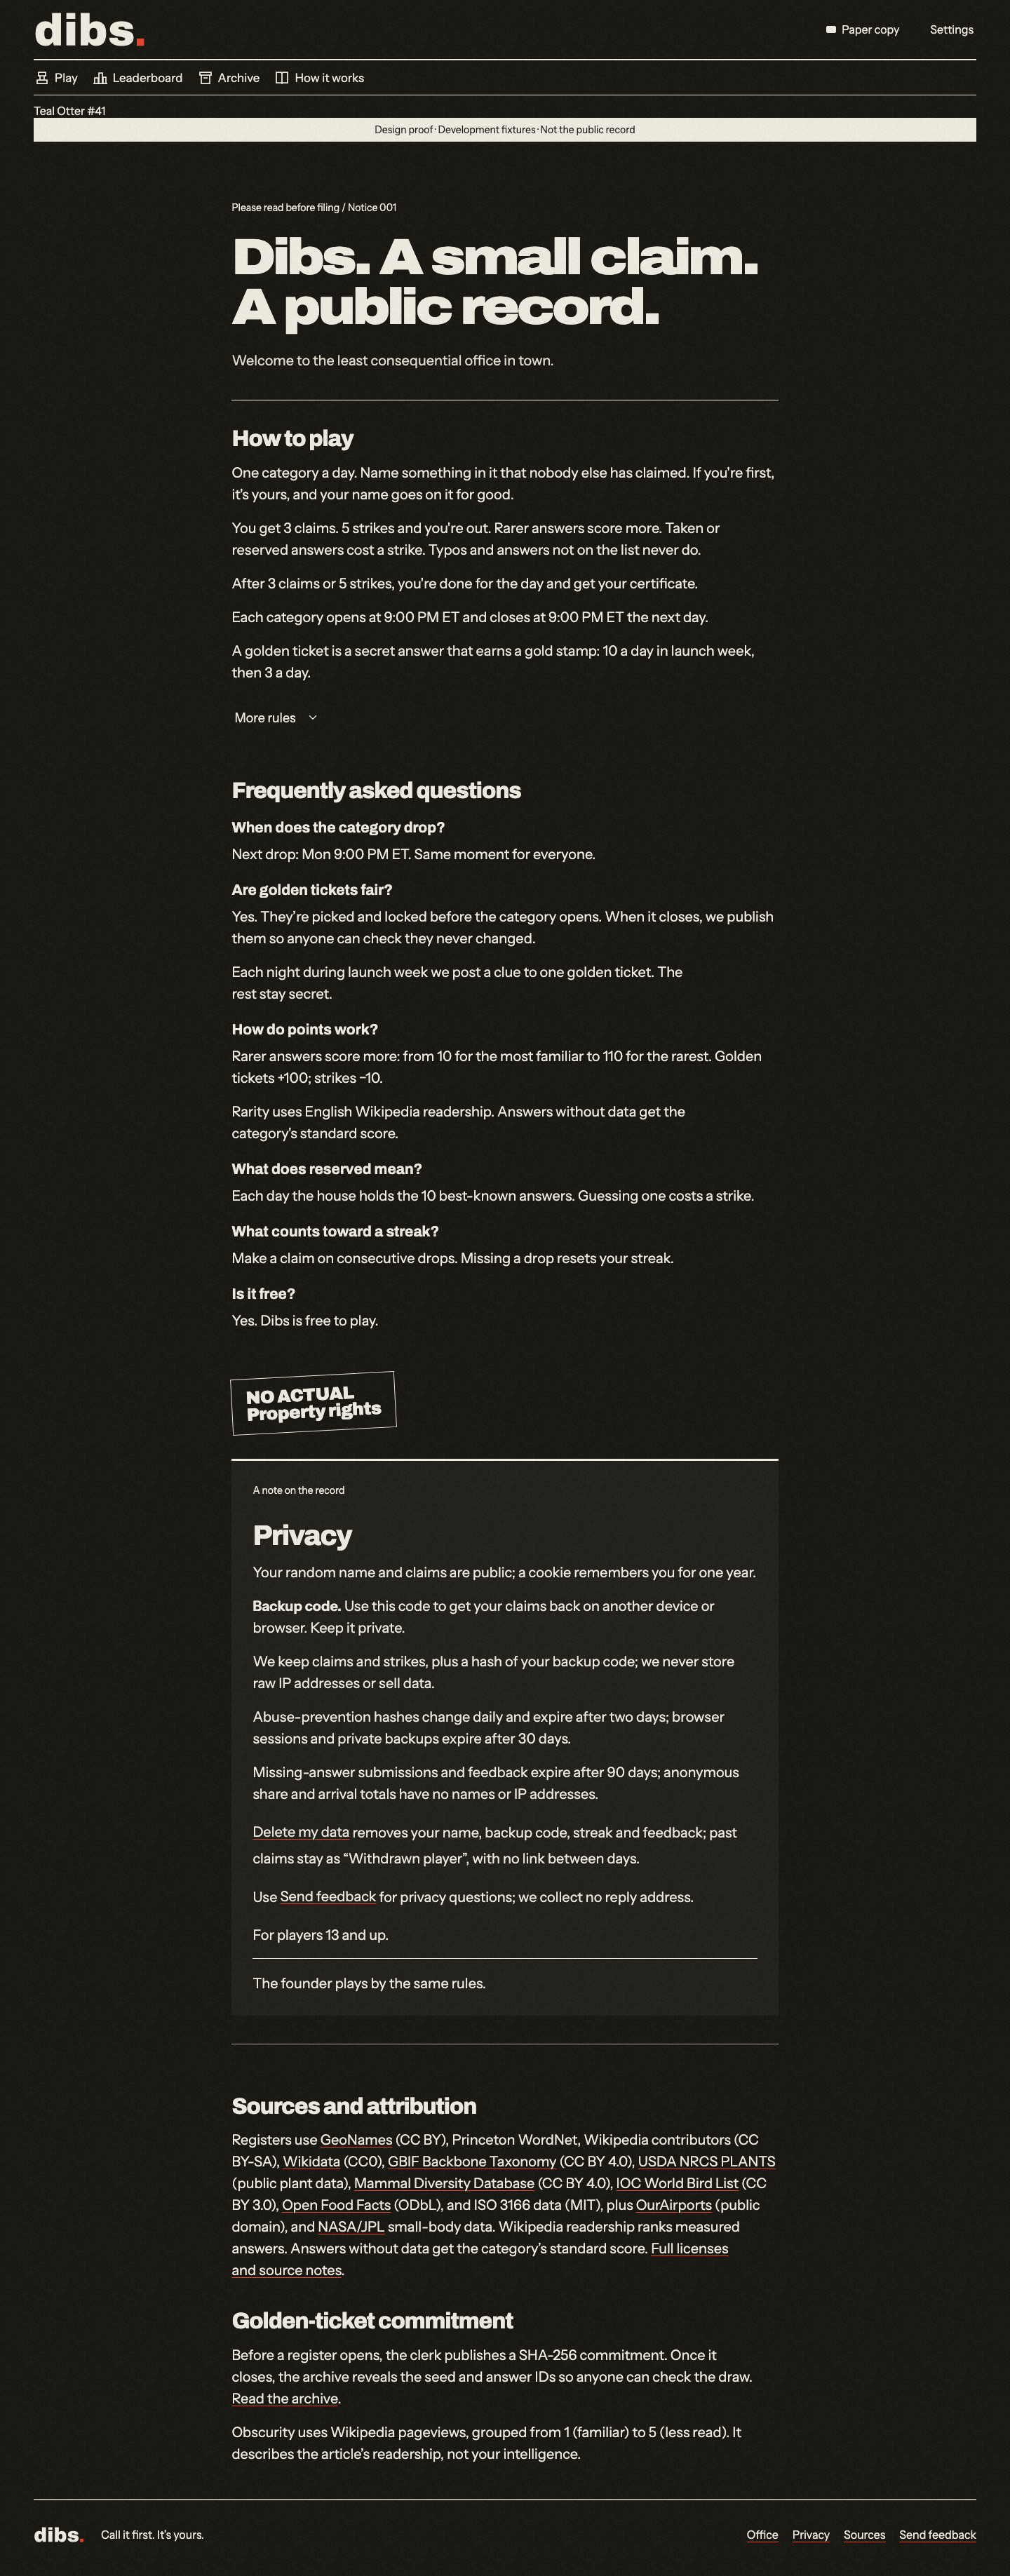 dibs.
Paper copy
Settings
Play
Leaderboard
Archive
How it works
Teal Otter #41
Design proof · Development fixtures · Not the public record
Please read before filing / Notice 001
Dibs. A small claim.
A public record.
Welcome to the least consequential office in town.
How to play
One category a day. Name something in it that nobody else has claimed. If you're first,
it's yours, and your name goes on it for good.
You get 3 claims. 5 strikes and you're out. Rarer answers score more. Taken or
reserved answers cost a strike. Typos and answers not on the list never do.
After 3 claims or 5 strikes, you're done for the day and get your certificate.
Each category opens at 9:00 PM ET and closes at 9:00 PM ET the next day.
A golden ticket is a secret answer that earns a gold stamp: 10 a day in launch week,
then 3 a day.
More rules
Frequently asked questions
When does the category drop?
Next drop: Mon 9:00 PM ET. Same moment for everyone.
Are golden tickets fair?
Yes. They're picked and locked before the category opens. When it closes, we publish
them so anyone can check they never changed.
Each night during launch week we post a clue to one golden ticket. The
rest stay secret.
How do points work?
Rarer answers score more: from 10 for the most familiar to 110 for the rarest. Golden
tickets +100; strikes −10.
Rarity uses English Wikipedia readership. Answers without data get the
category's standard score.
What does reserved mean?
Each day the house holds the 10 best-known answers. Guessing one costs a strike.
What counts toward a streak?
Make a claim on consecutive drops. Missing a drop resets your streak.
Is it free?
Yes. Dibs is free to play.
NO ACTUAL
Property rights
A note on the record
Privacy
Your random name and claims are public; a cookie remembers you for one year.
Backup code. Use this code to get your claims back on another device or
browser. Keep it private.
We keep claims and strikes, plus a hash of your backup code; we never store
raw IP addresses or sell data.
Abuse-prevention hashes change daily and expire after two days; browser
sessions and private backups expire after 30 days.
Missing-answer submissions and feedback expire after 90 days; anonymous
share and arrival totals have no names or IP addresses.
Delete my data removes your name, backup code, streak and feedback; past
claims stay as “Withdrawn player”, with no link between days.
Use Send feedback for privacy questions; we collect no reply address.
For players 13 and up.
The founder plays by the same rules.
Sources and attribution
Registers use GeoNames (CC BY), Princeton WordNet, Wikipedia contributors (CC
BY-SA), Wikidata (CC0), GBIF Backbone Taxonomy (CC BY 4.0), USDA NRCS PLANTS
(public plant data), Mammal Diversity Database (CC BY 4.0), IOC World Bird List (CC
BY 3.0), Open Food Facts (ODbL), and ISO 3166 data (MIT), plus OurAirports (public
domain), and NASA/JPL small-body data. Wikipedia readership ranks measured
answers. Answers without data get the category’s standard score. Full licenses
and source notes.
Golden-ticket commitment
Before a register opens, the clerk publishes a SHA-256 commitment. Once it
closes, the archive reveals the seed and answer IDs so anyone can check the draw.
Read the archive.
Obscurity uses Wikipedia pageviews, grouped from 1 (familiar) to 5 (less read). It
describes the article’s readership, not your intelligence.
dibs.
Call it first. It’s yours.
Office
Privacy
Sources
Send feedback